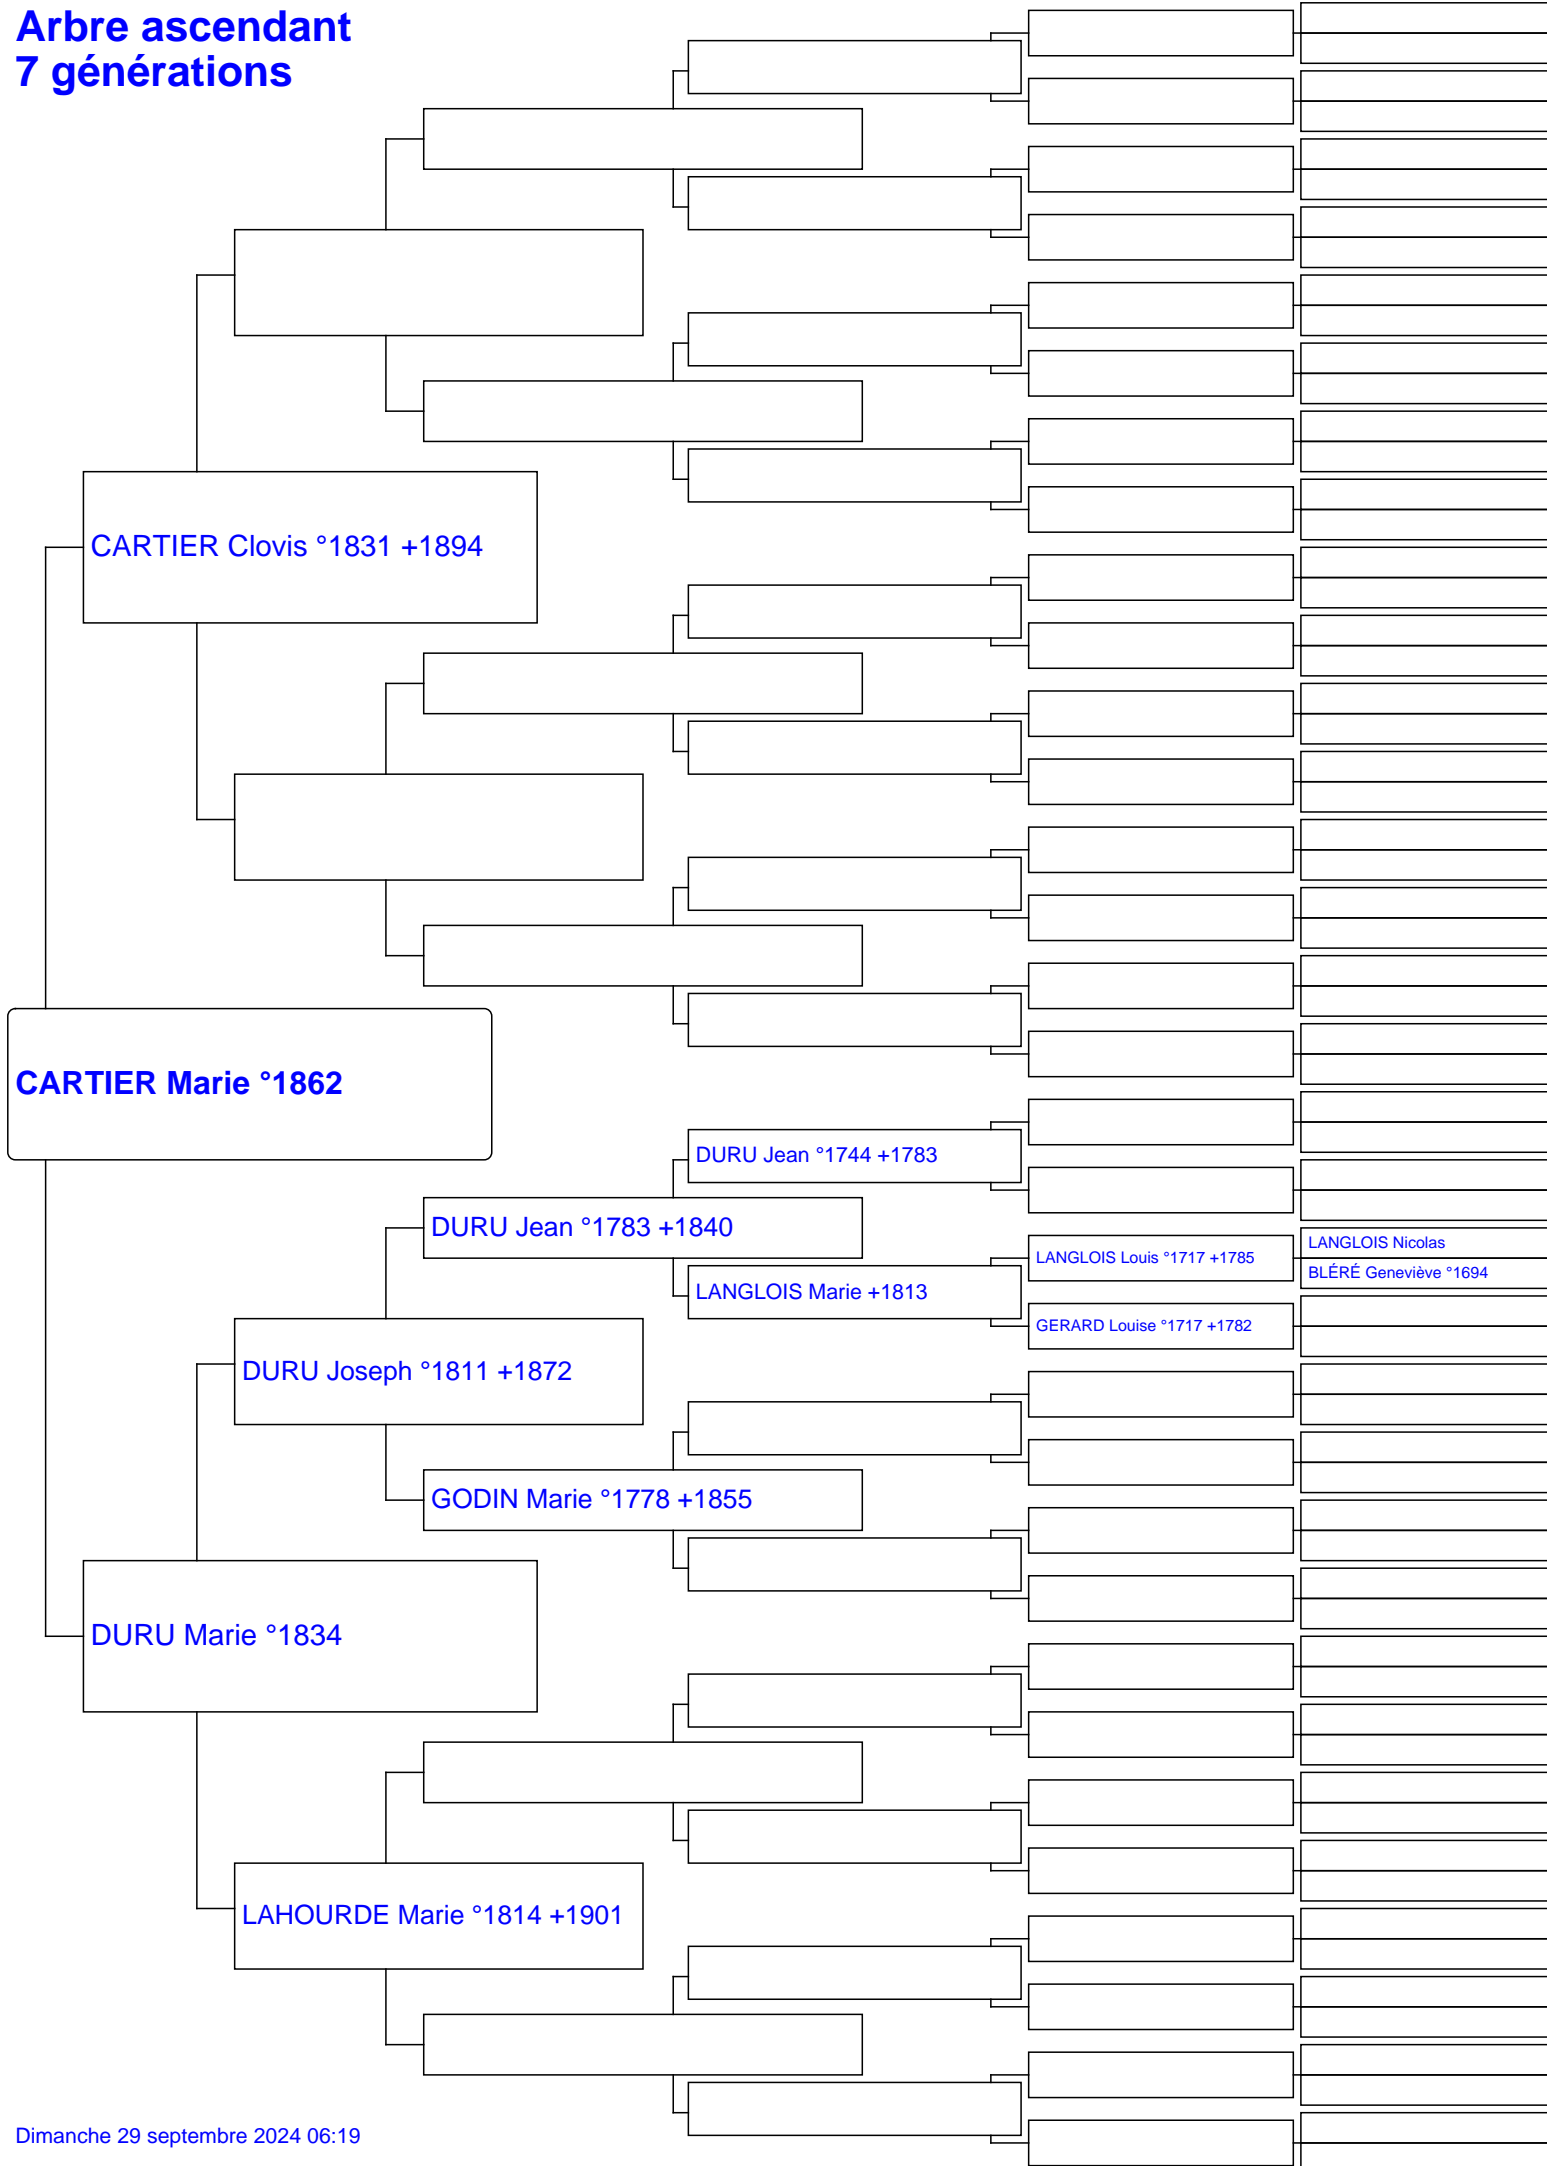 Arbre ascendant
7 générations
CARTIER Clovis °1831 +1894
CARTIER Marie °1862
DURU Jean °1744 +1783
DURU Jean °1783 +1840
LANGLOIS Nicolas
LANGLOIS Louis °1717 +1785
BLÉRÉ Geneviève °1694
LANGLOIS Marie +1813
GERARD Louise °1717 +1782
DURU Joseph °1811 +1872
GODIN Marie °1778 +1855
DURU Marie °1834
LAHOURDE Marie °1814 +1901
Dimanche 29 septembre 2024 06:19